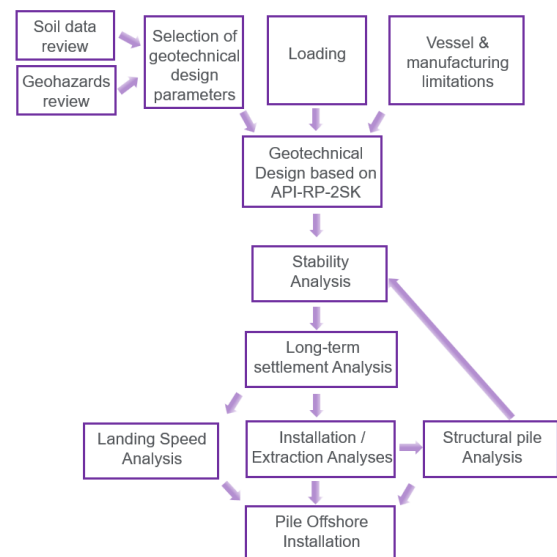 Soil data
review
Geohazards
review
Selection of
geotechnical
design
parameters
Loading
Vessel &
manufacturing
limitations
Geotechnical
Design based on
API-RP-2SK
Stability
Analysis
Long-term
settlement Analysis
Landing Speed
Analysis
Installation /
Extraction Analyses
Structural pile
Analysis
Pile Offshore
Installation